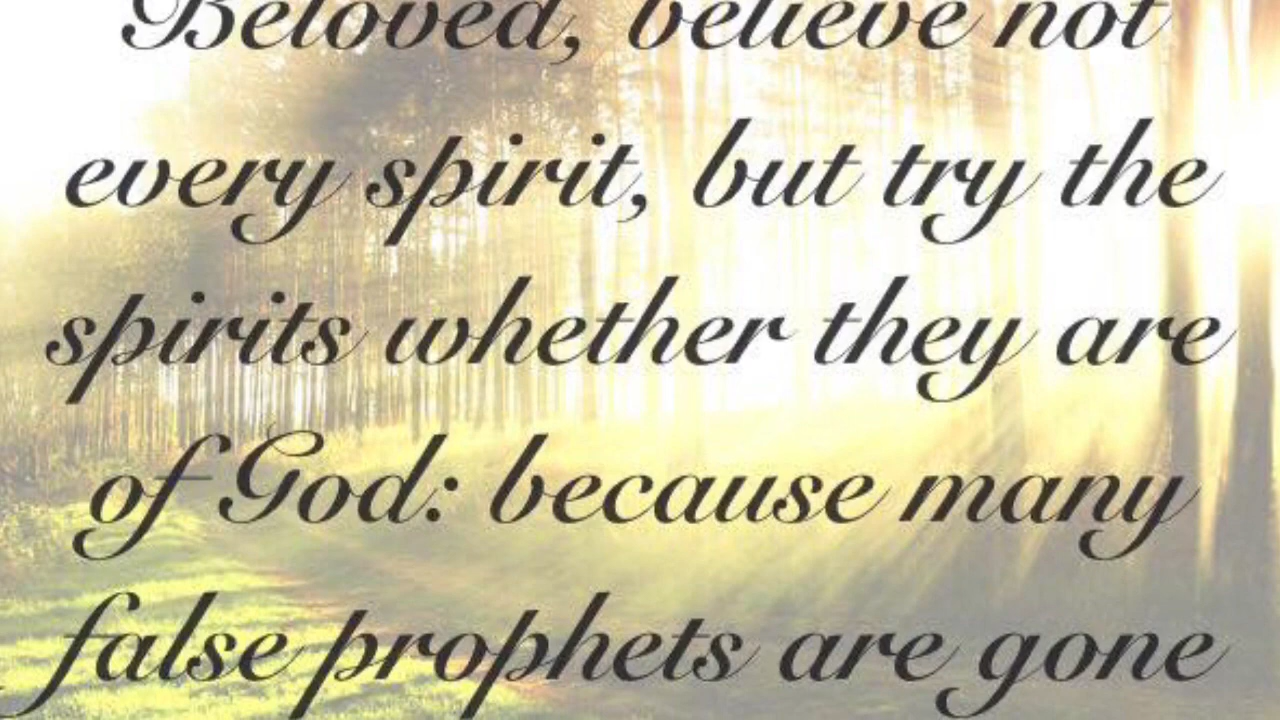 Beloved, believe not
every spirit, but try the
spirits whether they are
of God: because many
false prophets are gone